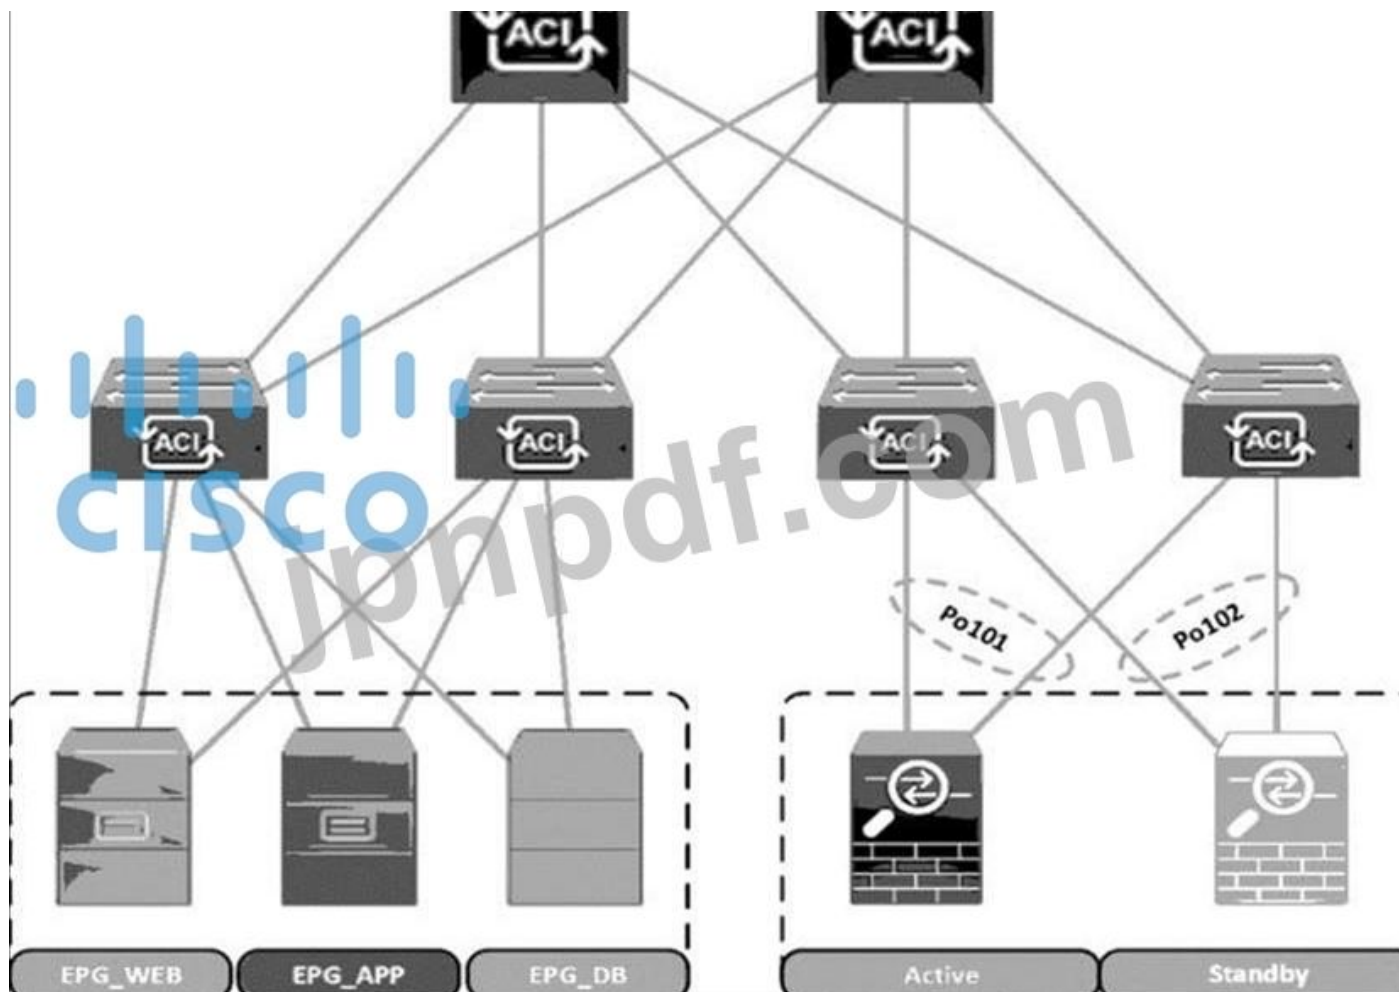 ACI
ACI
ACI
ACI
ACI
ACI
CISCO
jpnpdf.com
Po101
Po102
EPG_WEB
EPG_APP
EPG_DB
Active
Standby